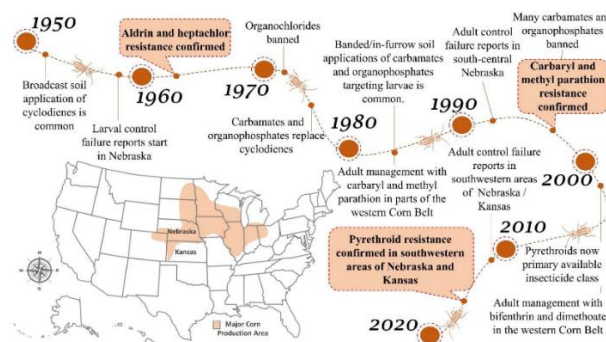 1950
Broadcast soil
application of
cyclodienes is
common
Larval control
failure reports start
in Nebraska
1960
Aldrin and heptachlor
resistance confirmed
1970
Organochlorides
banned
Carbamates and
organophosphates replace
cyclodienes
1980
Banded/in-furrow soil
applications of carbamates
and organophosphates
targeting larvae is
common.
Adult management with
carbaryl and methyl
parathion in parts of the
western Corn Belt
1990
Adult control
failure reports in
south-central
Nebraska
Many carbamates and
organophosphates
banned
Carbaryl and
methyl parathion
resistance
confirmed
2000
Adult control failure
reports in
southwestern areas
of Nebraska /
Kansas
Pyrethroids now
primary available
insecticide class
2010
Adult management with
bifenthrin and dimethoate
in the western Corn Belt
Pyrethroid resistance
confirmed in southwestern
areas of Nebraska and
Kansas
2020
Nebraska
Kansas
Major Corn
Production Area